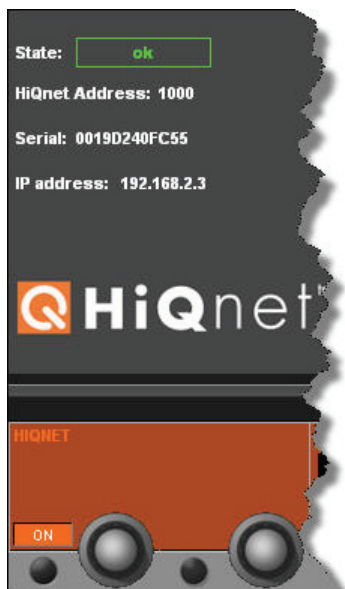 State: ok
HiQnet Address: 1000
Serial: 0019D240FC55
IP address: 192.168.2.3
HiQnet
HIQNET
ON